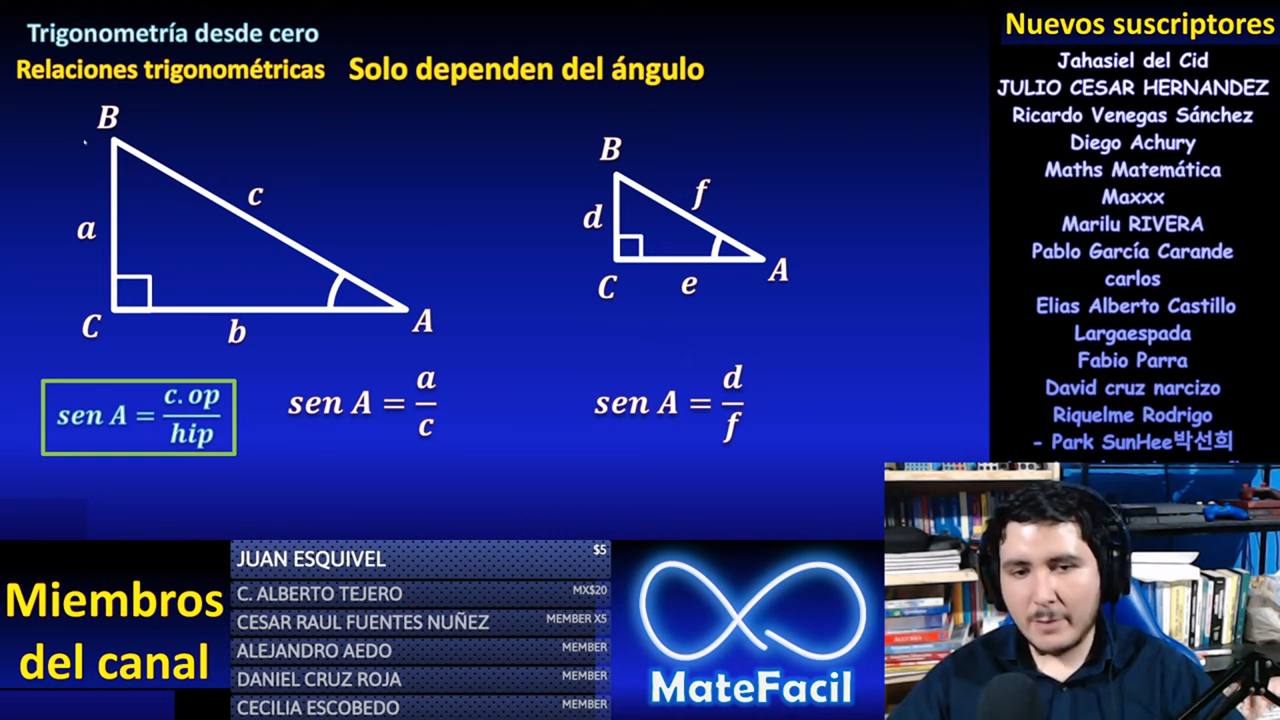 Trigonometría desde cero
Relaciones trigonométricas Solo dependen del ángulo
B
c
a
C
b
A
B
f
d
C
e
A
sen A = c. op / hip
sen A = a / c
sen A = d / f
Nuevos suscriptores
Jahasiel del Cid
JULIO CESAR HERNANDEZ
Ricardo Venegas Sánchez
Diego Achury
Maths Matemática
Maxxx
Marilu RIVERA
Pablo García Carande
carlos
Elias Alberto Castillo
Largaespada
Fabio Parra
David cruz narcizo
Riquelme Rodrigo
- Park SunHee박선희
Miembros
del canal
JUAN ESQUIVEL $5
C. ALBERTO TEJERO MX$20
CESAR RAUL FUENTES NUÑEZ MEMBER X5
ALEJANDRO AEDO MEMBER
DANIEL CRUZ ROJA MEMBER
CECILIA ESCOBEDO MEMBER
MateFacil